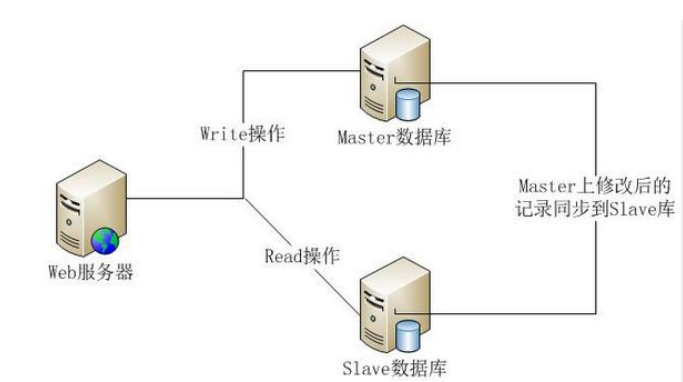 Write操作
Master数据库
Master上修改后的
记录同步到Slave库
Web服务器
Read操作
Slave数据库